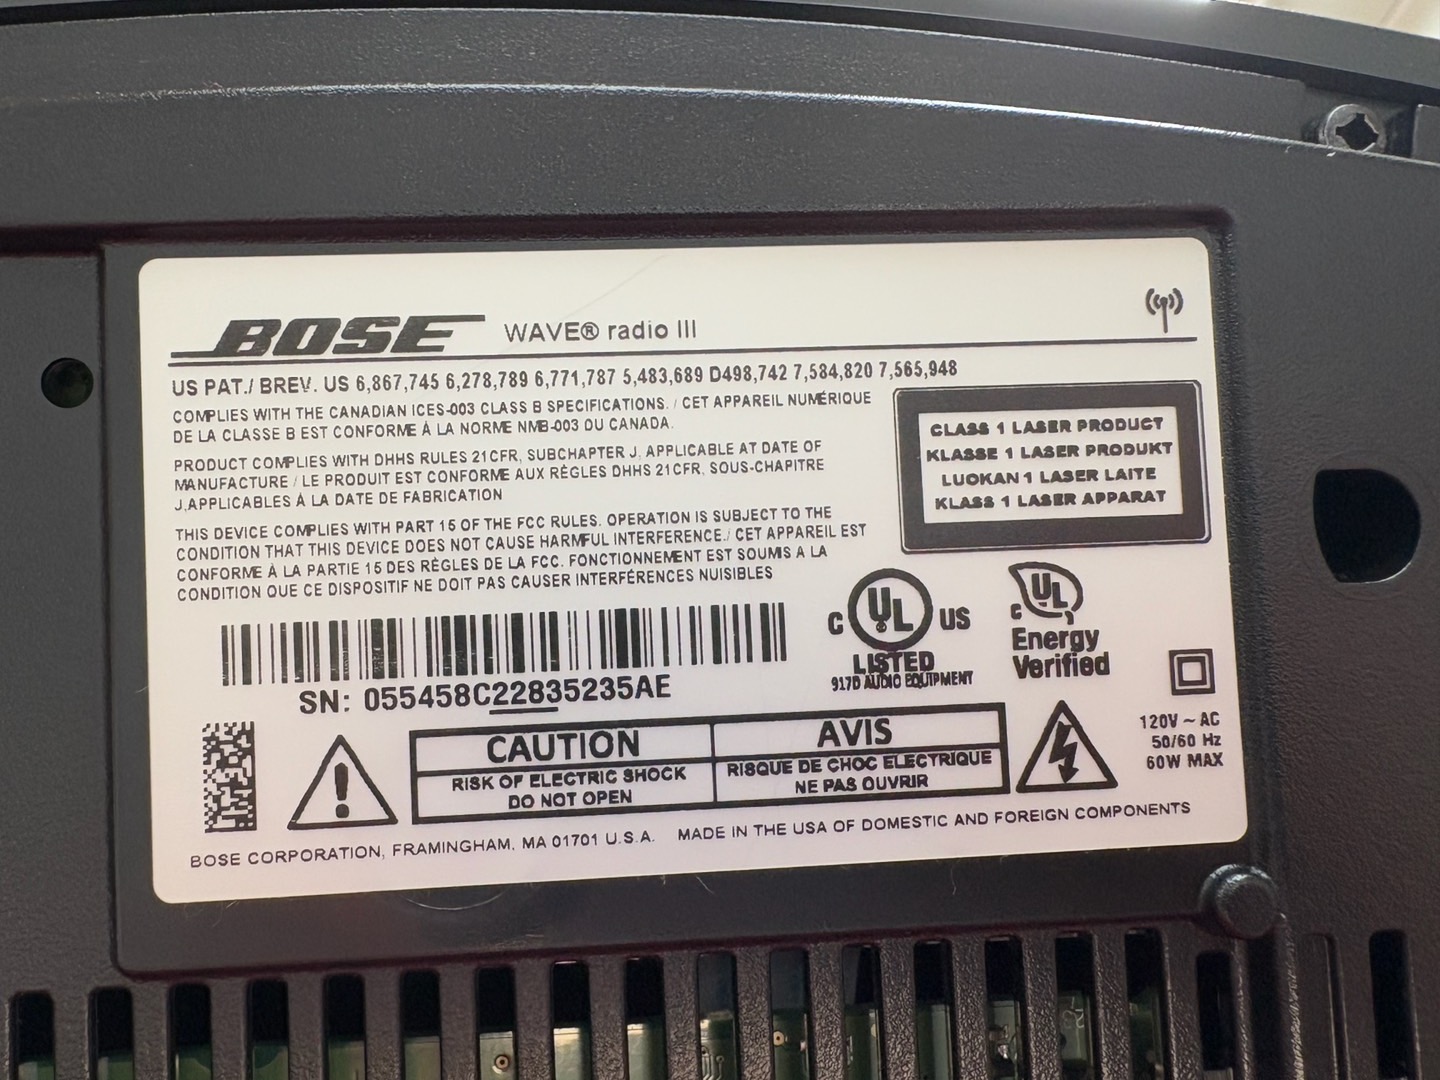 BOSE WAVE® radio III
US PAT./ BREV. US 6,867,745 6,278,789 6,771,787 5,483,689 D498,742 7,584,820 7,565,948
COMPLIES WITH THE CANADIAN ICES-003 CLASS B SPECIFICATIONS. / CET APPAREIL NUMÉRIQUE
DE LA CLASSE B EST CONFORME À LA NORME NMB-003 DU CANADA.
PRODUCT COMPLIES WITH DHHS RULES 21CFR, SUBCHAPTER J, APPLICABLE AT DATE OF
MANUFACTURE / LE PRODUIT EST CONFORME AUX RÈGLES DHHS 21CFR, SOUS-CHAPITRE
J,APPLICABLES À LA DATE DE FABRICATION
THIS DEVICE COMPLIES WITH PART 15 OF THE FCC RULES. OPERATION IS SUBJECT TO THE
CONDITION THAT THIS DEVICE DOES NOT CAUSE HARMFUL INTERFERENCE./ CET APPAREIL EST
CONFORME À LA PARTIE 15 DES RÈGLES DE LA FCC. FONCTIONNEMENT EST SOUMIS A LA
CONDITION QUE CE DISPOSITIF NE DOIT PAS CAUSER INTERFÉRENCES NUISIBLES
CLASS 1 LASER PRODUCT
KLASSE 1 LASER PRODUKT
LUOKAN 1 LASER LAITE
KLASS 1 LASER APPARAT
SN: 055458C22835235AE
C UL US
LISTED
917D AUDIO EQUIPMENT
C UL
Energy
Verified
CAUTION
RISK OF ELECTRIC SHOCK
DO NOT OPEN
AVIS
RISQUE DE CHOC ELECTRIQUE
NE PAS OUVRIR
120V ~ AC
50/60 Hz
60W MAX
BOSE CORPORATION, FRAMINGHAM, MA 01701 U.S.A. MADE IN THE USA OF DOMESTIC AND FOREIGN COMPONENTS